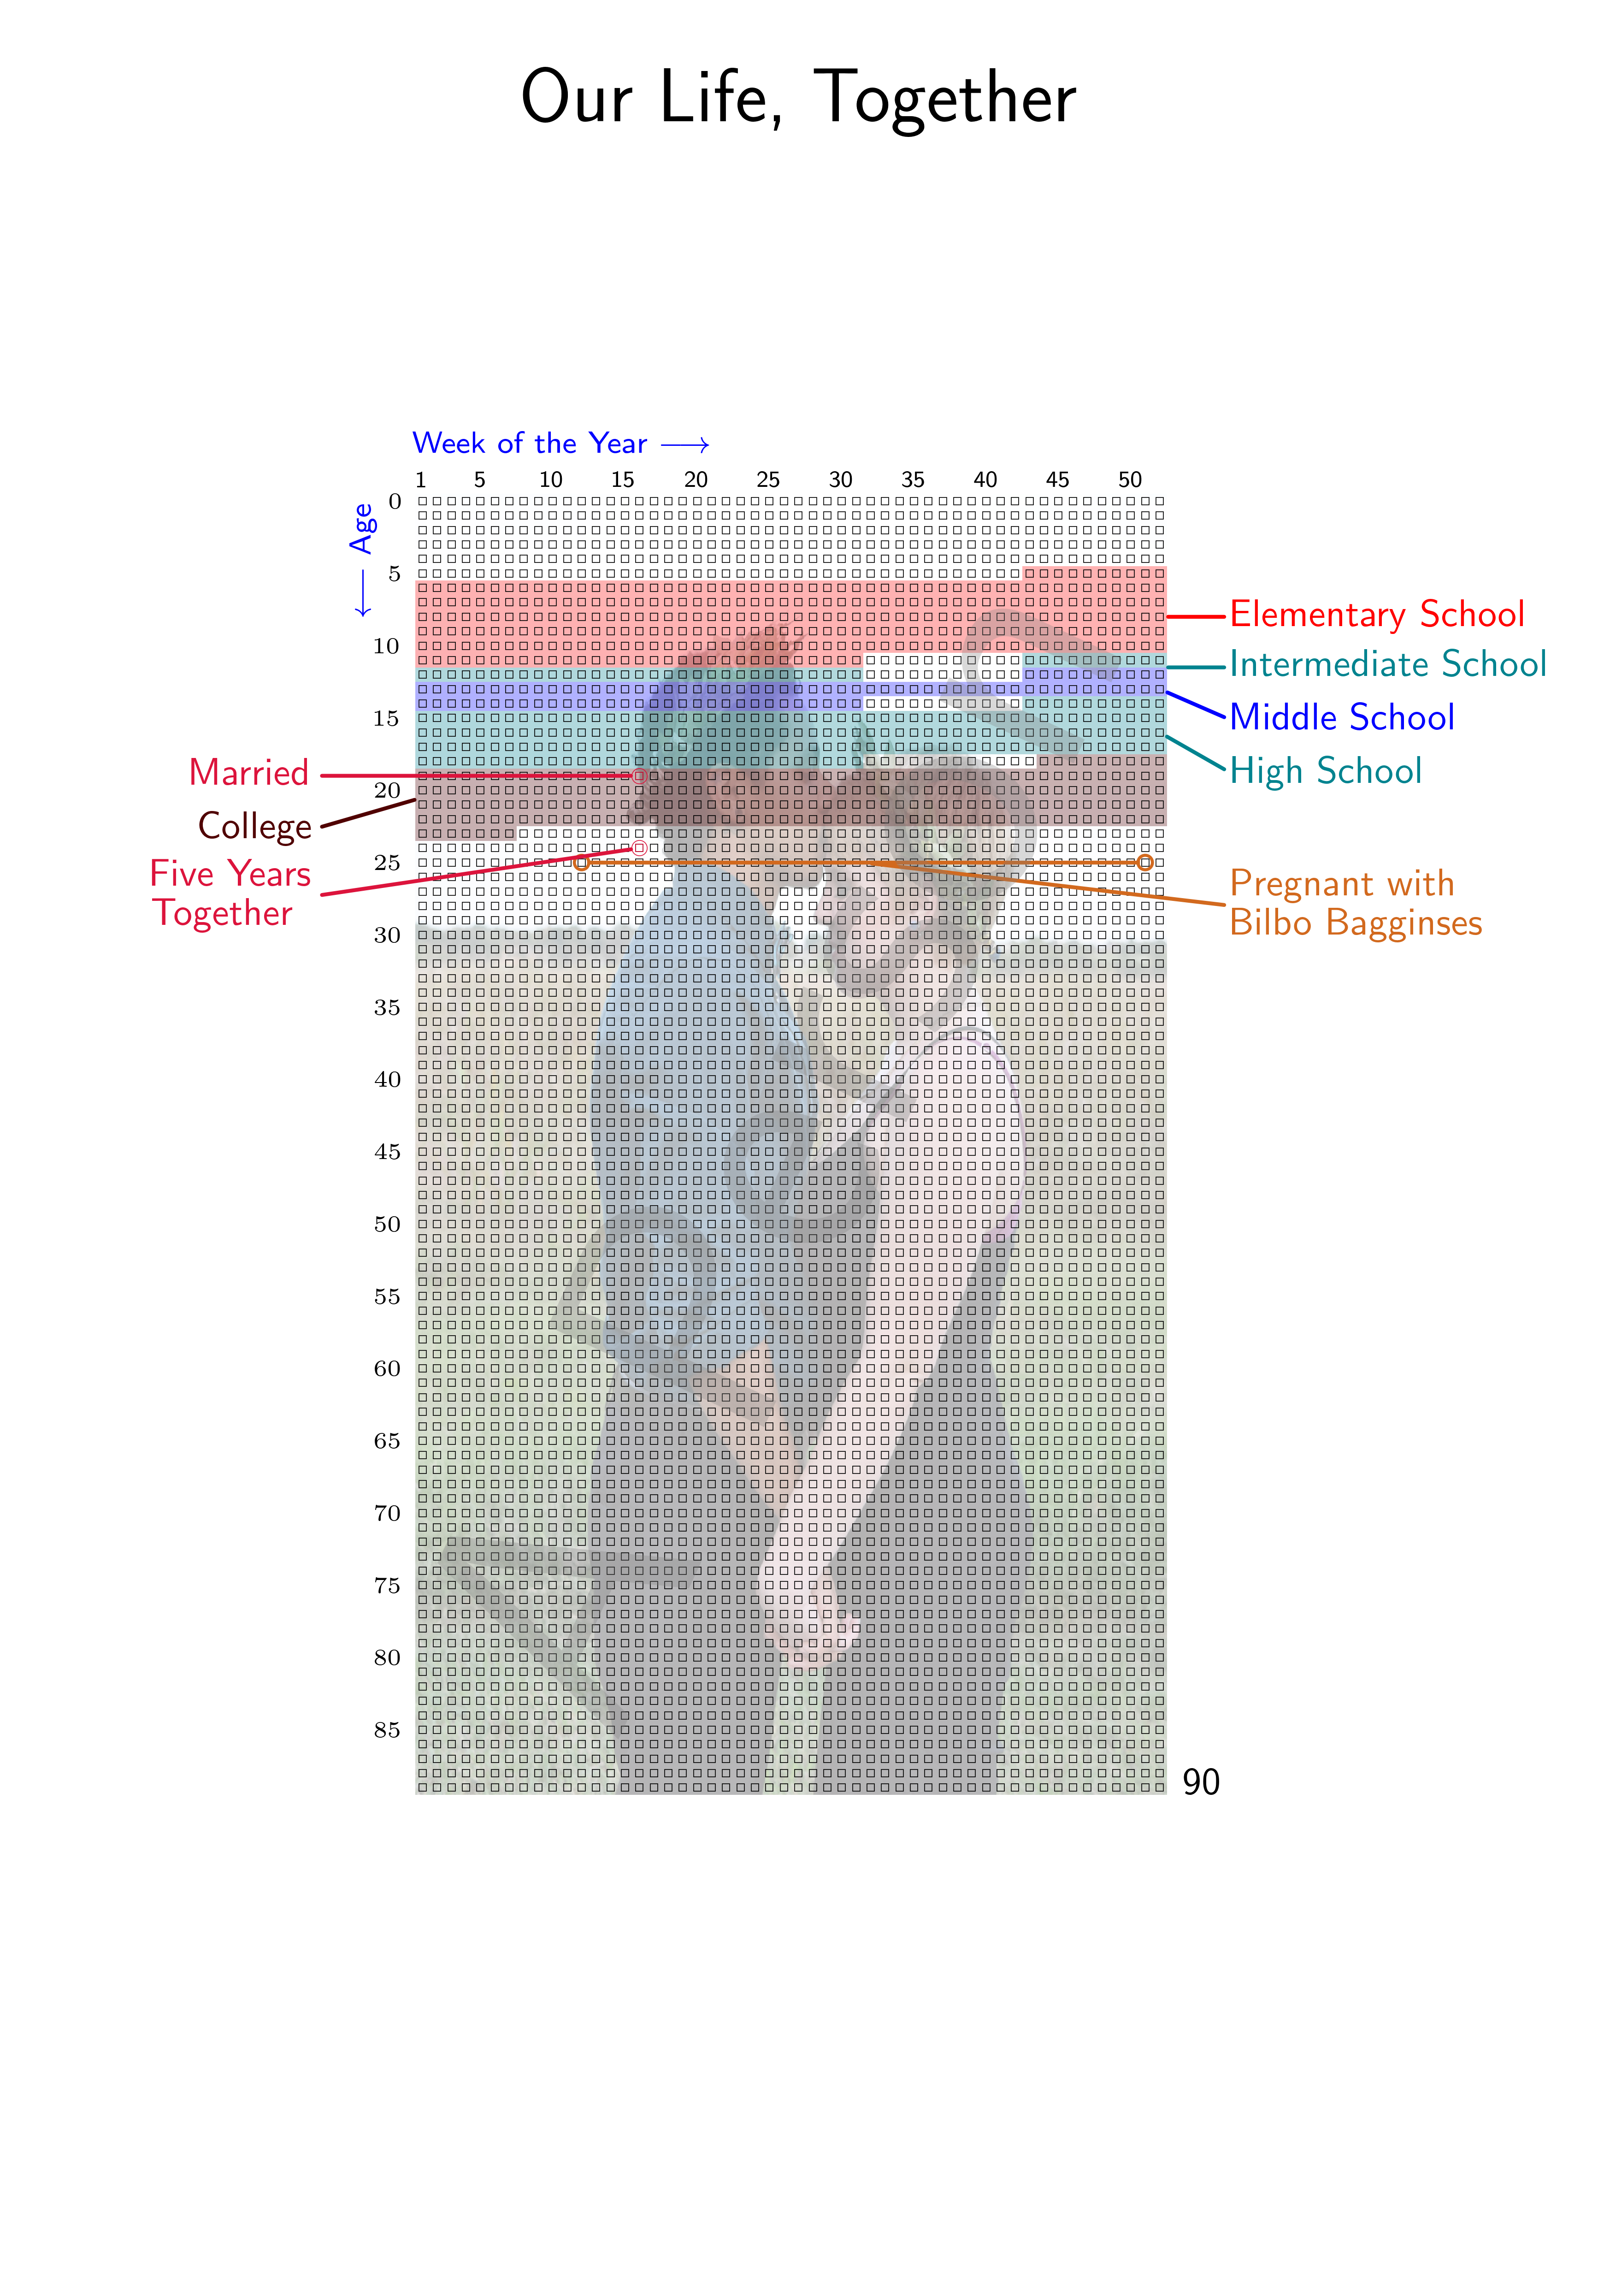 Our Life, Together
Week of the Year ⟶
1 5 10 15 20 25 30 35 40 45 50
⟵ Age
0
5
10
15
20
25
30
35
40
45
50
55
60
65
70
75
80
85
90
Elementary School
Intermediate School
Middle School
High School
Married
College
Five Years
Together
Pregnant with
Bilbo Bagginses